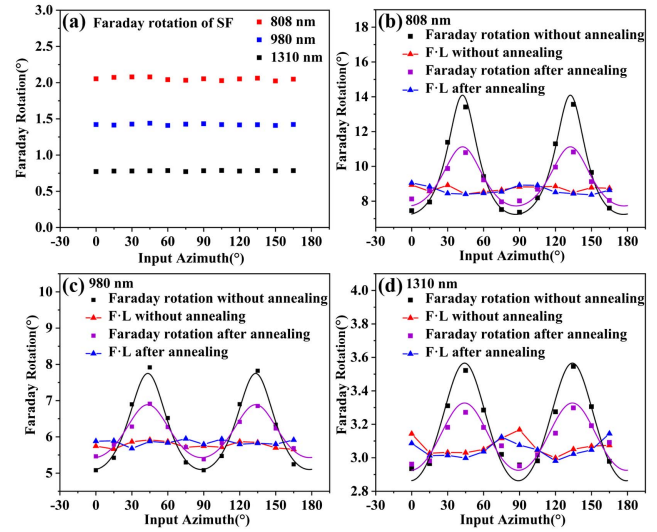 (a) Faraday rotation of SF
808 nm
980 nm
1310 nm
3.0
2.5
2.0
1.5
1.0
0.5
0.0
Faraday Rotation(°)
-30 0 30 60 90 120 150 180
Input Azimuth(°)
(b) 808 nm
Faraday rotation without annealing
F·L without annealing
Faraday rotation after annealing
F·L after annealing
18
16
14
12
10
8
Faraday Rotation(°)
-30 0 30 60 90 120 150 180
Input Azimuth(°)
(c) 980 nm
Faraday rotation without annealing
F·L without annealing
Faraday rotation after annealing
F·L after annealing
11
10
9
8
7
6
5
Faraday Rotation(°)
-30 0 30 60 90 120 150 180
Input Azimuth(°)
(d) 1310 nm
Faraday rotation without annealing
F·L without annealing
Faraday rotation after annealing
F·L after annealing
4.0
3.8
3.6
3.4
3.2
3.0
2.8
Faraday Rotation(°)
-30 0 30 60 90 120 150 180
Input Azimuth(°)